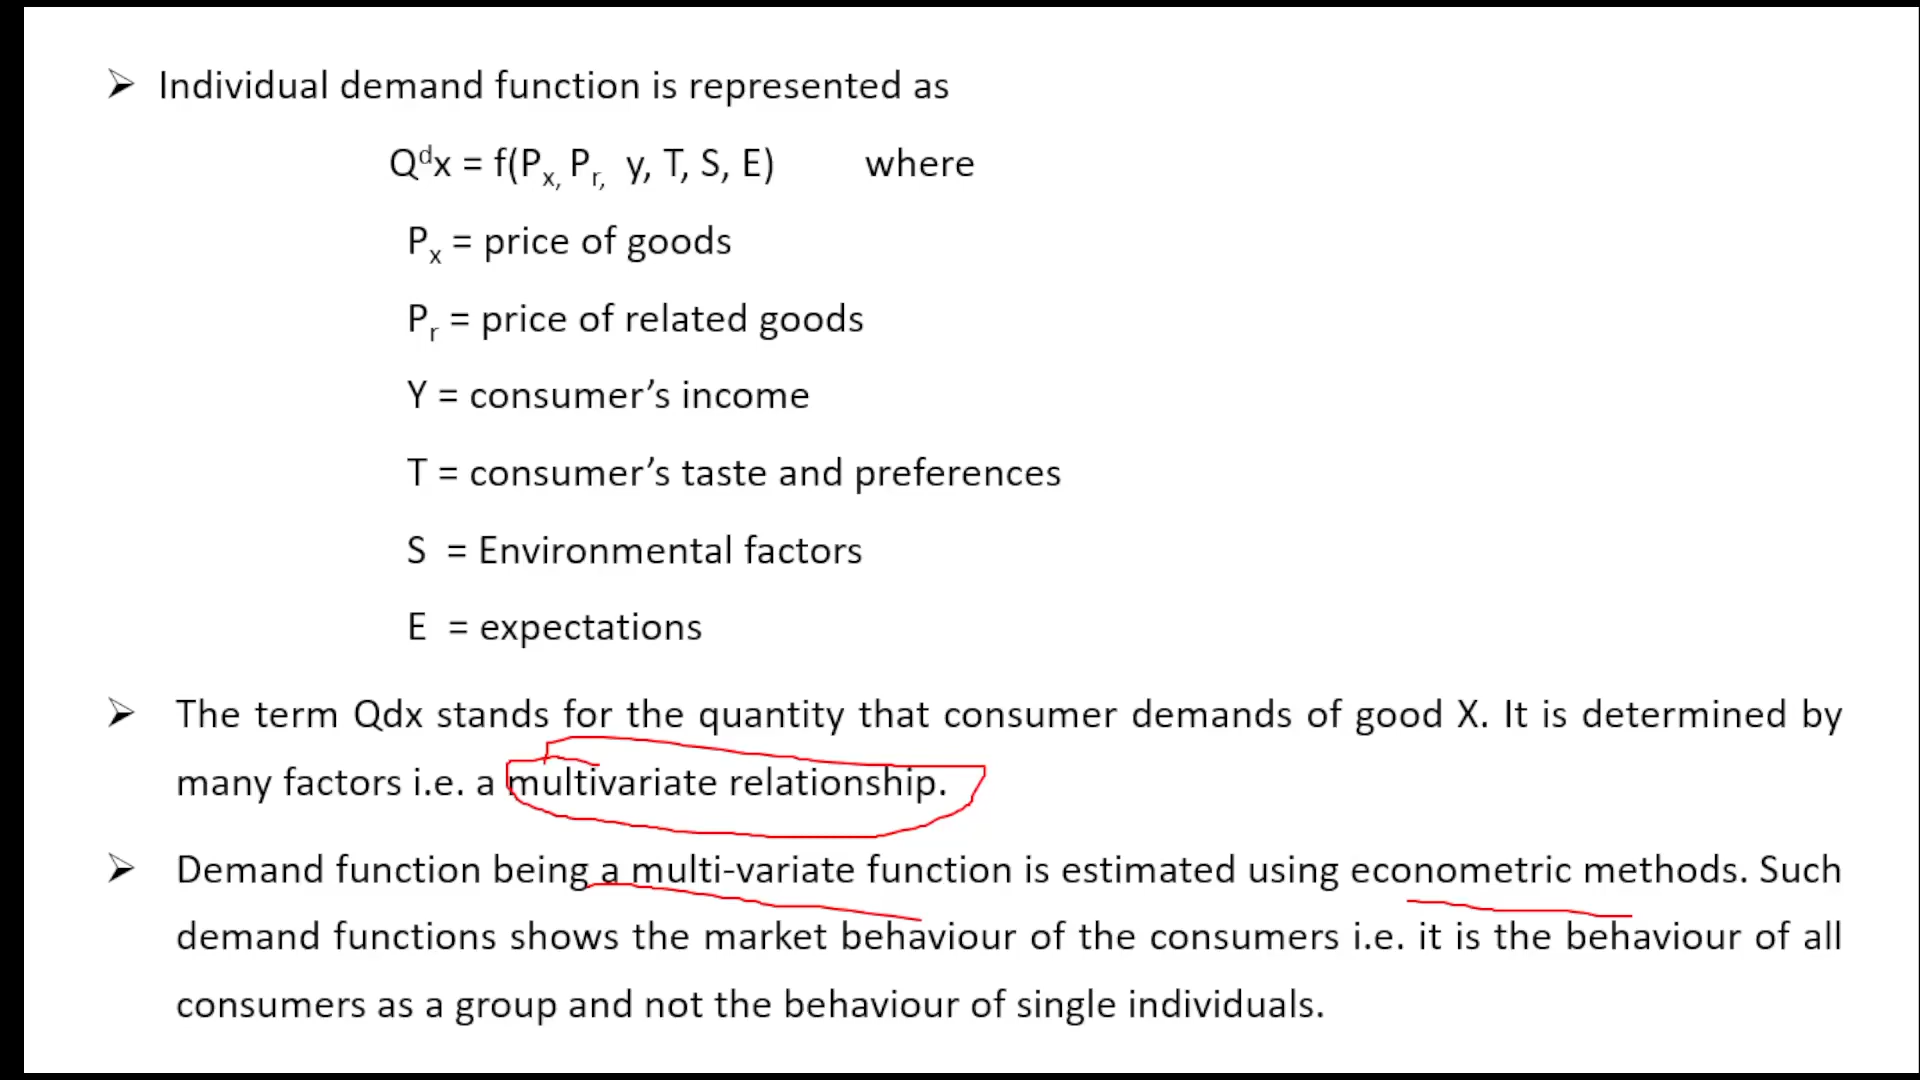 ➢ Individual demand function is represented as
Qᵈx = f(Pₓ, Pᵣ, y, T, S, E) where
Pₓ = price of goods
Pᵣ = price of related goods
Y = consumer’s income
T = consumer’s taste and preferences
S = Environmental factors
E = expectations
➢ The term Qdx stands for the quantity that consumer demands of good X. It is determined by
many factors i.e. a multivariate relationship.
➢ Demand function being a multi-variate function is estimated using econometric methods. Such
demand functions shows the market behaviour of the consumers i.e. it is the behaviour of all
consumers as a group and not the behaviour of single individuals.